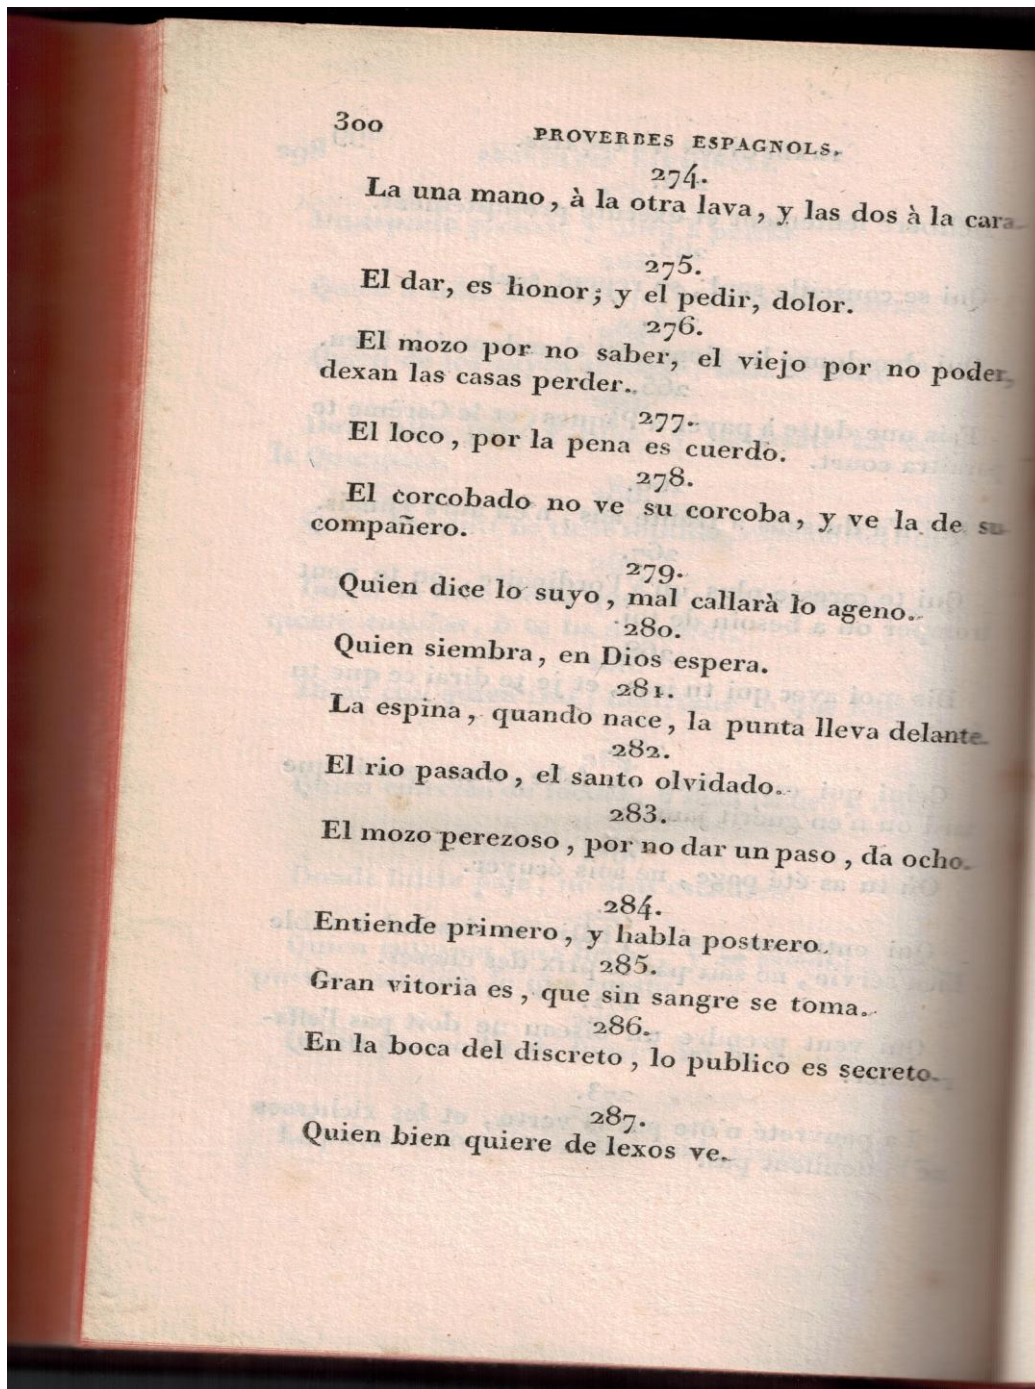 300
PROVERBES ESPAGNOLS.
274.
La una mano, à la otra lava, y las dos à la cara.
275.
El dar, es honor; y el pedir, dolor.
276.
El mozo por no saber, el viejo por no poder,
dexan las casas perder.
277.
El loco, por la pena es cuerdo.
278.
El corcobado no ve su corcoba, y ve la de su
compañero.
279.
Quien dice lo suyo, mal callarà lo ageno.
280.
Quien siembra, en Dios espera.
281.
La espina, quando nace, la punta lleva delante.
282.
El rio pasado, el santo olvidado.
283.
El mozo perezoso, por no dar un paso, da ocho.
284.
Entiende primero, y habla postrero.
285.
Gran vitoria es, que sin sangre se toma.
286.
En la boca del discreto, lo publico es secreto.
287.
Quien bien quiere de lexos ve.